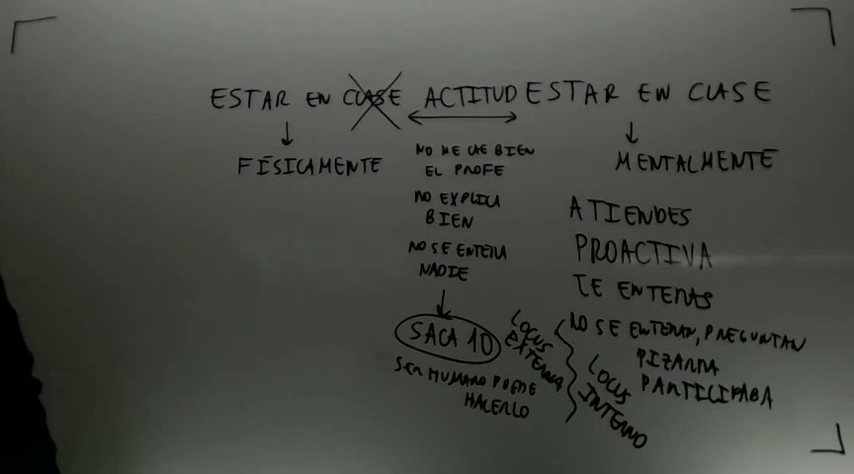 ESTAR EN CLASE ACTITUD ESTAR EN CLASE
FÍSICAMENTE
MENTALMENTE
NO ME CAE BIEN
EL PROFE
NO EXPLICA
BIEN
NO SE ENTERA
NADIE
SACA 10
SER HUMANO PUEDE
HACERLO
LOCUS
EXTERNA
ATIENDES
PROACTIVA
TE ENTERAS
NO SE ENTERAN, PREGUNTAN
PIZARRA
PARTICIPABA
LOCUS
INTERNO